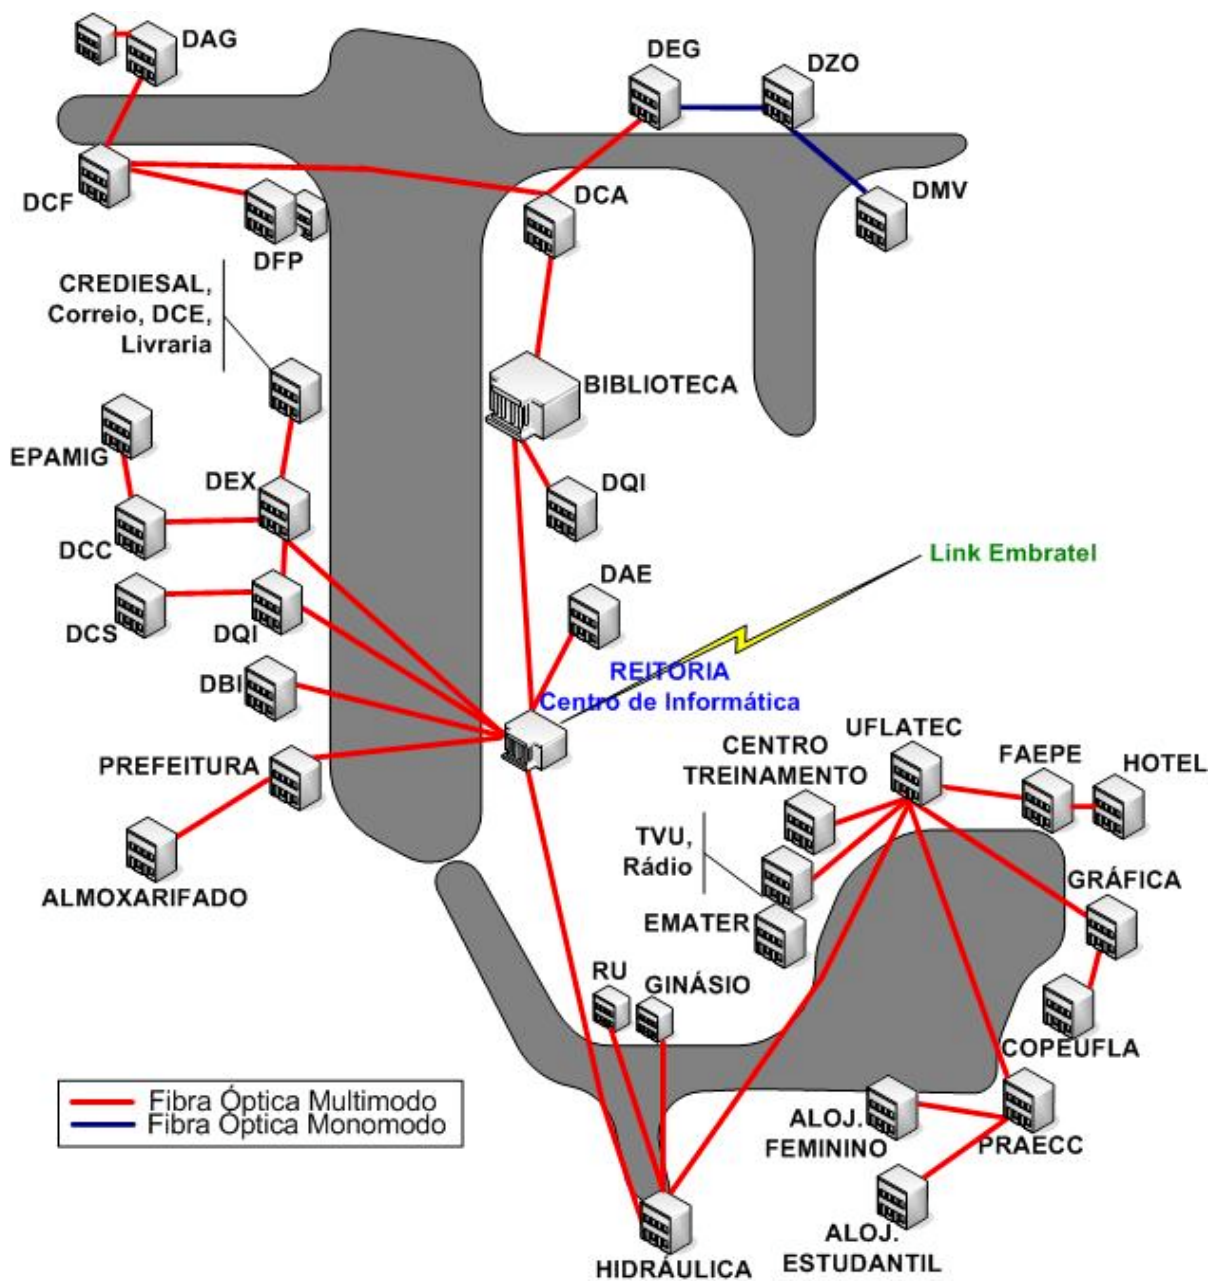 DAG
DEG
DZO
DCF
DCA
DMV
DFP
CREDIESAL,
Correio, DCE,
Livraria
BIBLIOTECA
EPAMIG
DEX
DQI
DCC
Link Embratel
DAE
DCS
DQI
DBI
REITORIA
Centro de Informática
PREFEITURA
UFLATEC
CENTRO
TREINAMENTO
FAEPE
HOTEL
TVU,
Rádio
ALMOXARIFADO
GRÁFICA
EMATER
RU
GINÁSIO
COPEUFLA
Fibra Óptica Multimodo
Fibra Óptica Monomodo
ALOJ.
FEMININO
PRAECC
ALOJ.
ESTUDANTIL
HIDRÁULICA